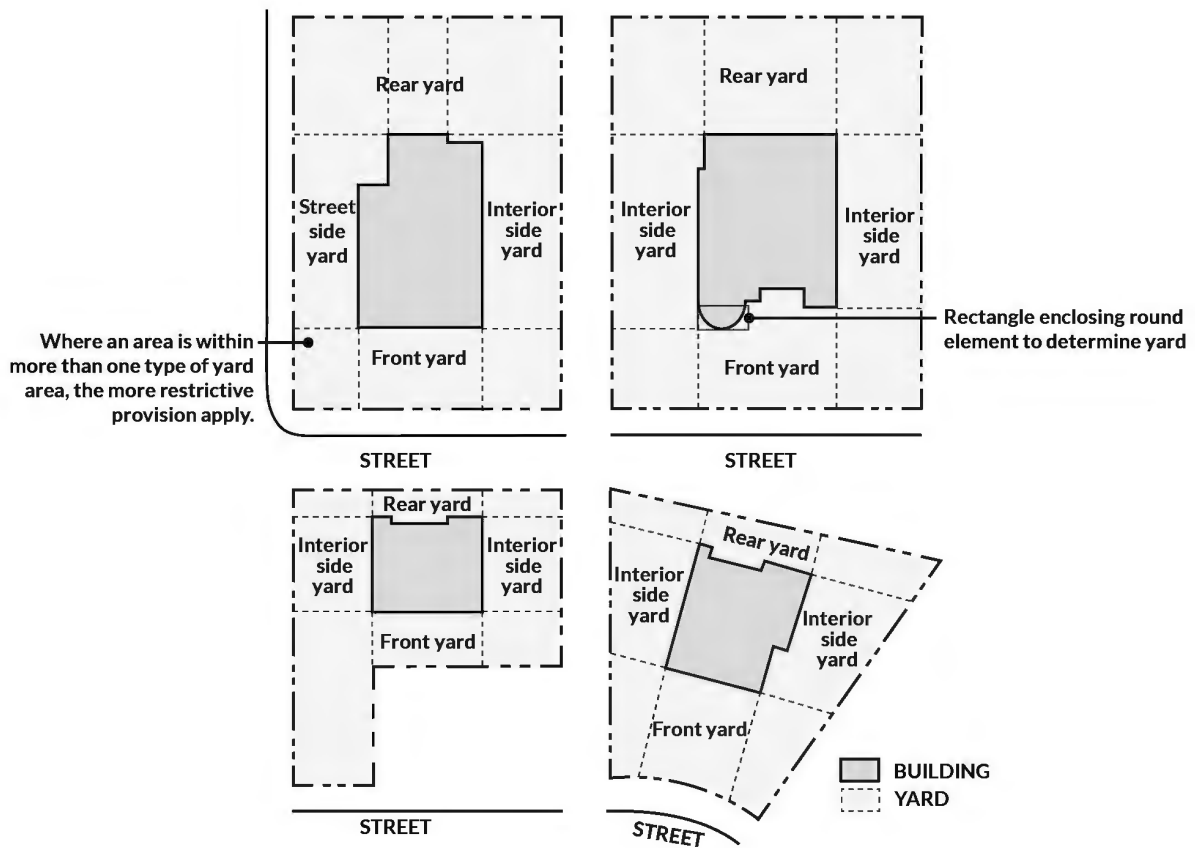 Rear yard
Street
side
yard
Interior
side
yard
Front yard
Where an area is within
more than one type of yard
area, the more restrictive
provision apply.
STREET
Rear yard
Interior
side
yard
Interior
side
yard
Front yard
Rectangle enclosing round
element to determine yard
STREET
Rear yard
Interior
side
yard
Interior
side
yard
Front yard
STREET
Rear yard
Interior
side
yard
Interior
side
yard
Front yard
STREET
BUILDING
YARD